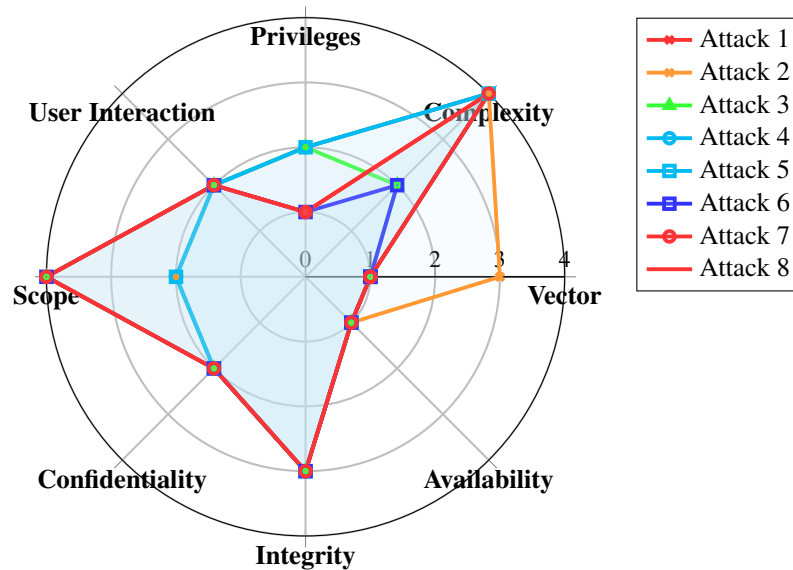 Privileges
User Interaction
Complexity
0 1 2 3 4
Scope
Vector
Confidentiality
Availability
Integrity
Attack 1
Attack 2
Attack 3
Attack 4
Attack 5
Attack 6
Attack 7
Attack 8